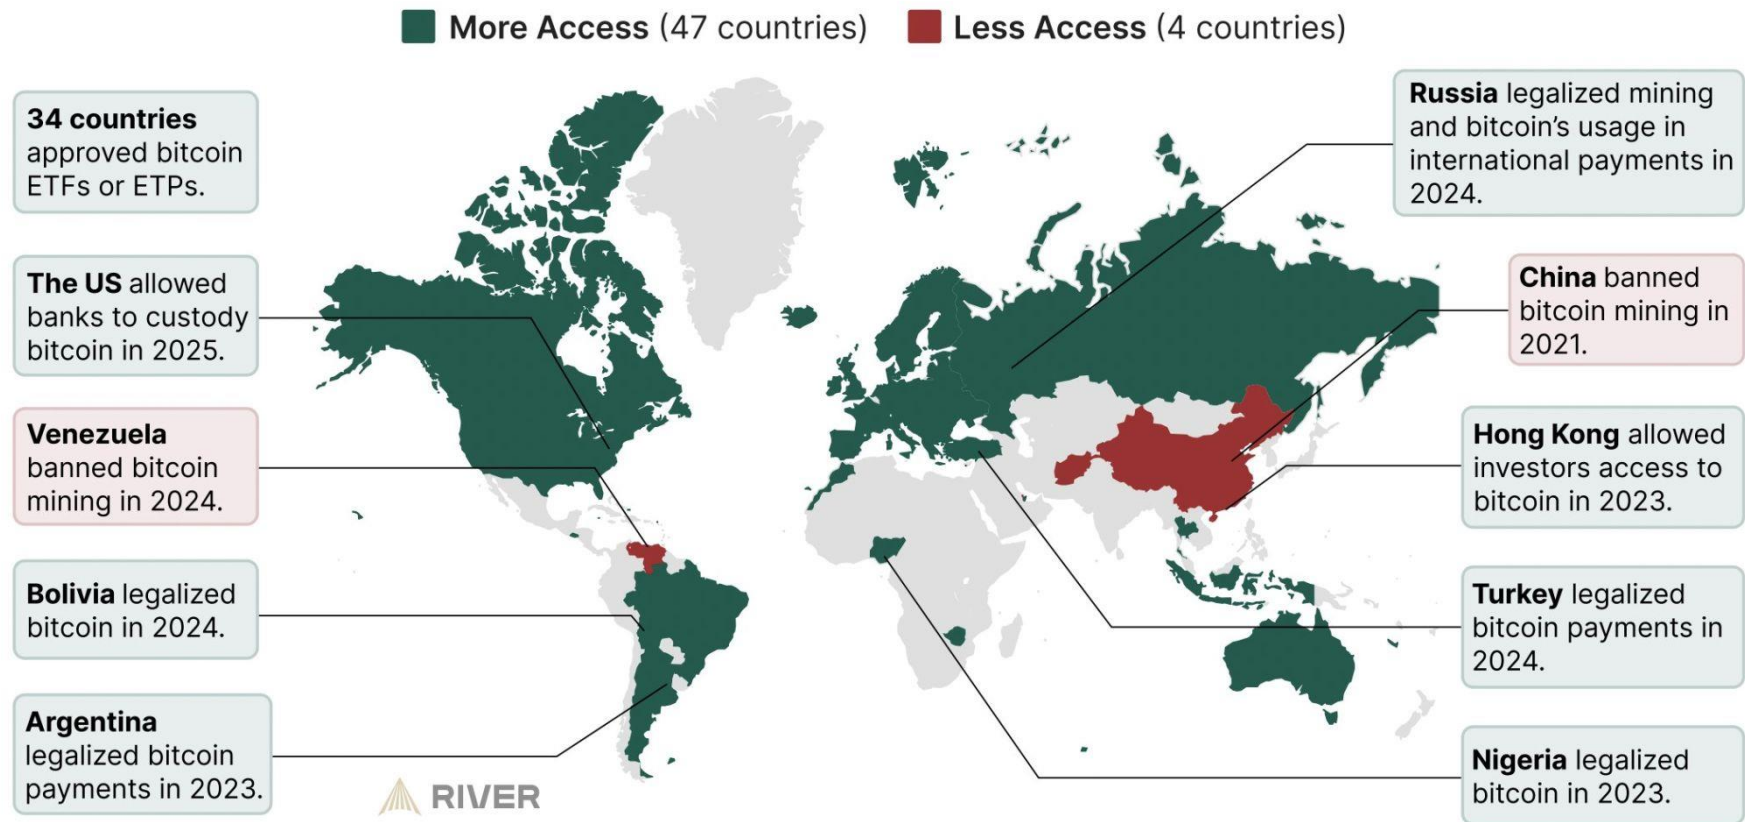 More Access (47 countries)
Less Access (4 countries)
34 countries
approved bitcoin
ETFs or ETPs.
The US allowed
banks to custody
bitcoin in 2025.
Venezuela
banned bitcoin
mining in 2024.
Bolivia legalized
bitcoin in 2024.
Argentina
legalized bitcoin
payments in 2023.
RIVER
Russia legalized mining
and bitcoin’s usage in
international payments in
2024.
China banned
bitcoin mining in
2021.
Hong Kong allowed
investors access to
bitcoin in 2023.
Turkey legalized
bitcoin payments in
2024.
Nigeria legalized
bitcoin in 2023.